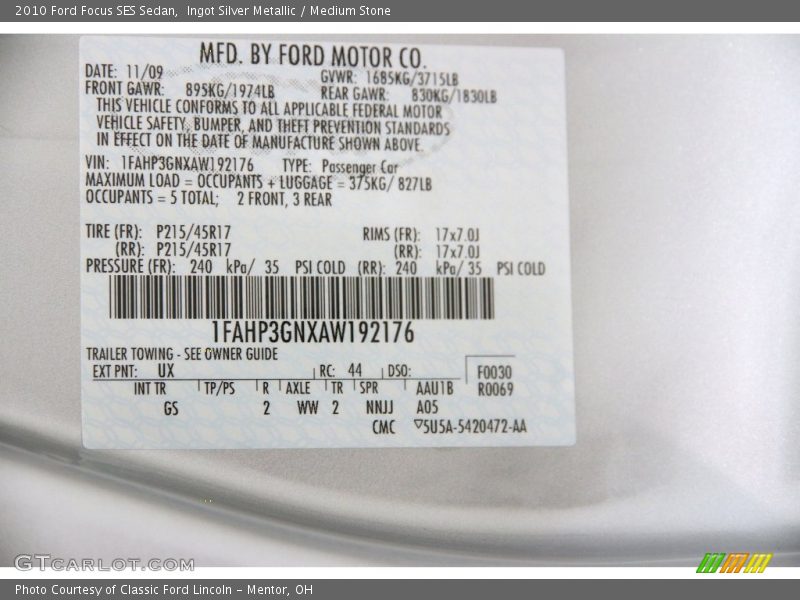 2010 Ford Focus SES Sedan,  Ingot Silver Metallic / Medium Stone
MFD. BY FORD MOTOR CO.
DATE: 11/09 GVWR: 1685KG/3715LB
FRONT GAWR: 895KG/1974LB REAR GAWR: 830KG/1830LB
THIS VEHICLE CONFORMS TO ALL APPLICABLE FEDERAL MOTOR
VEHICLE SAFETY, BUMPER, AND THEFT PREVENTION STANDARDS
IN EFFECT ON THE DATE OF MANUFACTURE SHOWN ABOVE.
VIN: 1FAHP3GNXAW192176 TYPE: Passenger Car
MAXIMUM LOAD = OCCUPANTS + LUGGAGE = 375KG/ 827LB
OCCUPANTS = 5 TOTAL; 2 FRONT, 3 REAR
TIRE (FR): P215/45R17 RIMS (FR): 17x7.0J
(RR): P215/45R17 (RR): 17x7.0J
PRESSURE (FR): 240 kPa/ 35 PSI COLD (RR): 240 kPa/ 35 PSI COLD
1FAHP3GNXAW192176
TRAILER TOWING - SEE OWNER GUIDE
EXT PNT: UX RC: 44 DSO: F0030
INT TR TP/PS R AXLE TR SPR AAU1B R0069
GS 2 WW 2 NNJJ A05
CMC ▽5U5A-5420472-AA
GTCARLOT.COM
Photo Courtesy of Classic Ford Lincoln - Mentor, OH